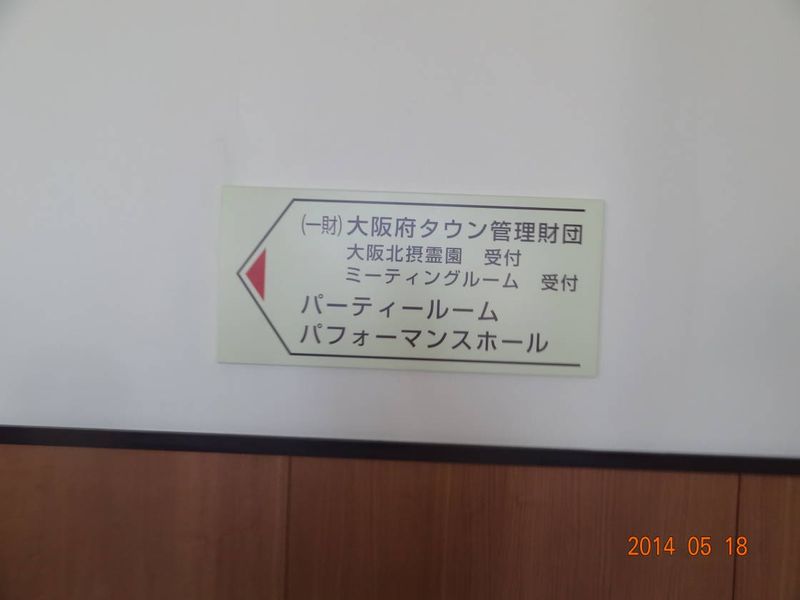 (一財)大阪府タウン管理財団
大阪北摂霊園 受付
ミーティングルーム 受付
パーティールーム
パフォーマンスホール
2014 05 18